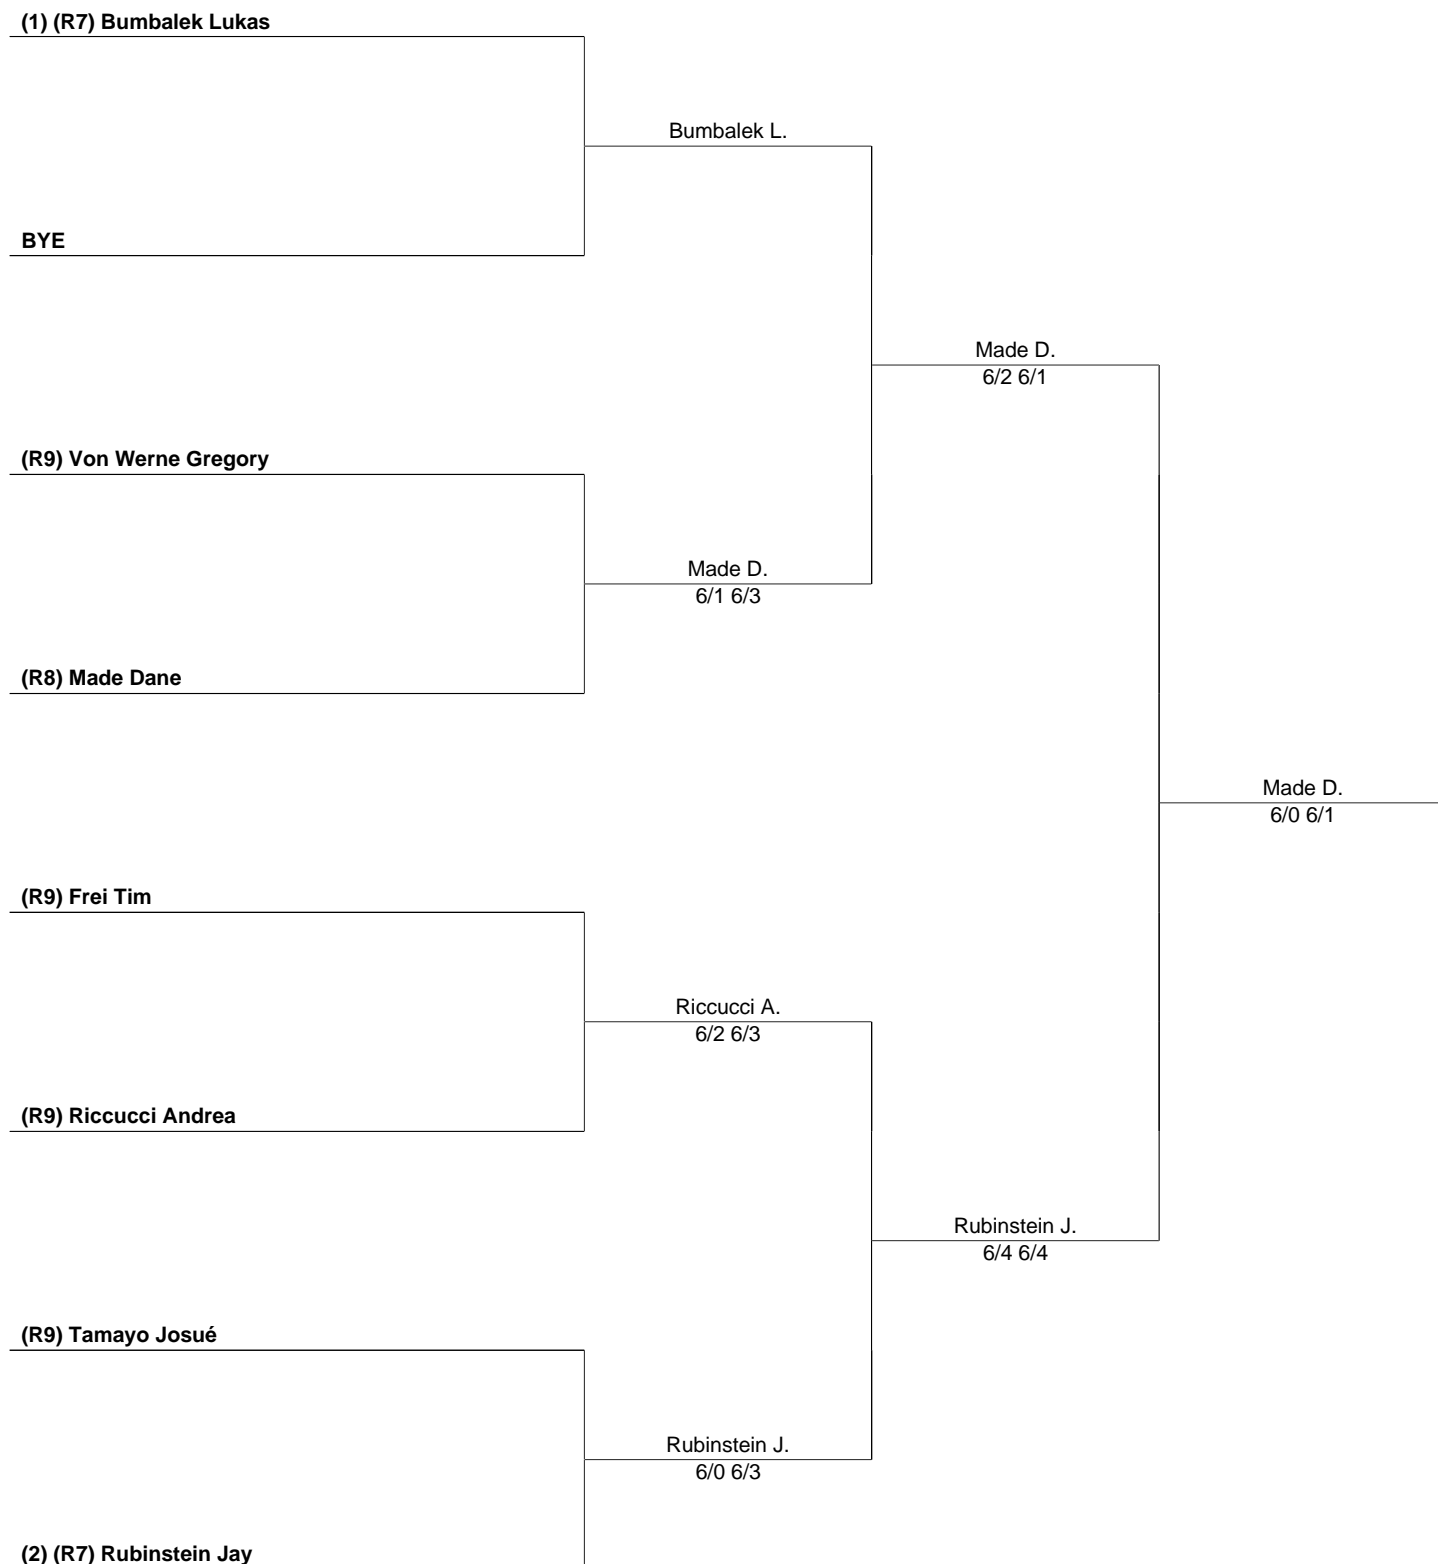 (1) (R7) Bumbalek Lukas
Bumbalek L.
BYE
Made D.
6/2 6/1
(R9) Von Werne Gregory
Made D.
6/1 6/3
(R8) Made Dane
Made D.
6/0 6/1
(R9) Frei Tim
Riccucci A.
6/2 6/3
(R9) Riccucci Andrea
Rubinstein J.
6/4 6/4
(R9) Tamayo Josué
Rubinstein J.
6/0 6/3
(2) (R7) Rubinstein Jay